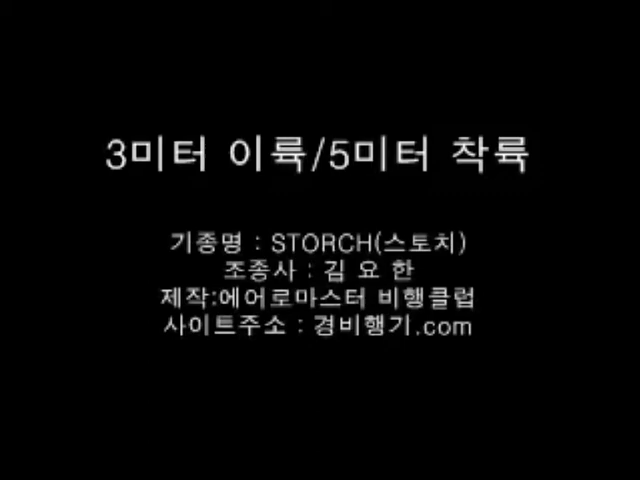 3미터 이륙/5미터 착륙
기종명 : STORCH(스토치)
조종사 : 김 요 한
제작:에어로마스터 비행클럽
사이트주소 : 경비행기.com